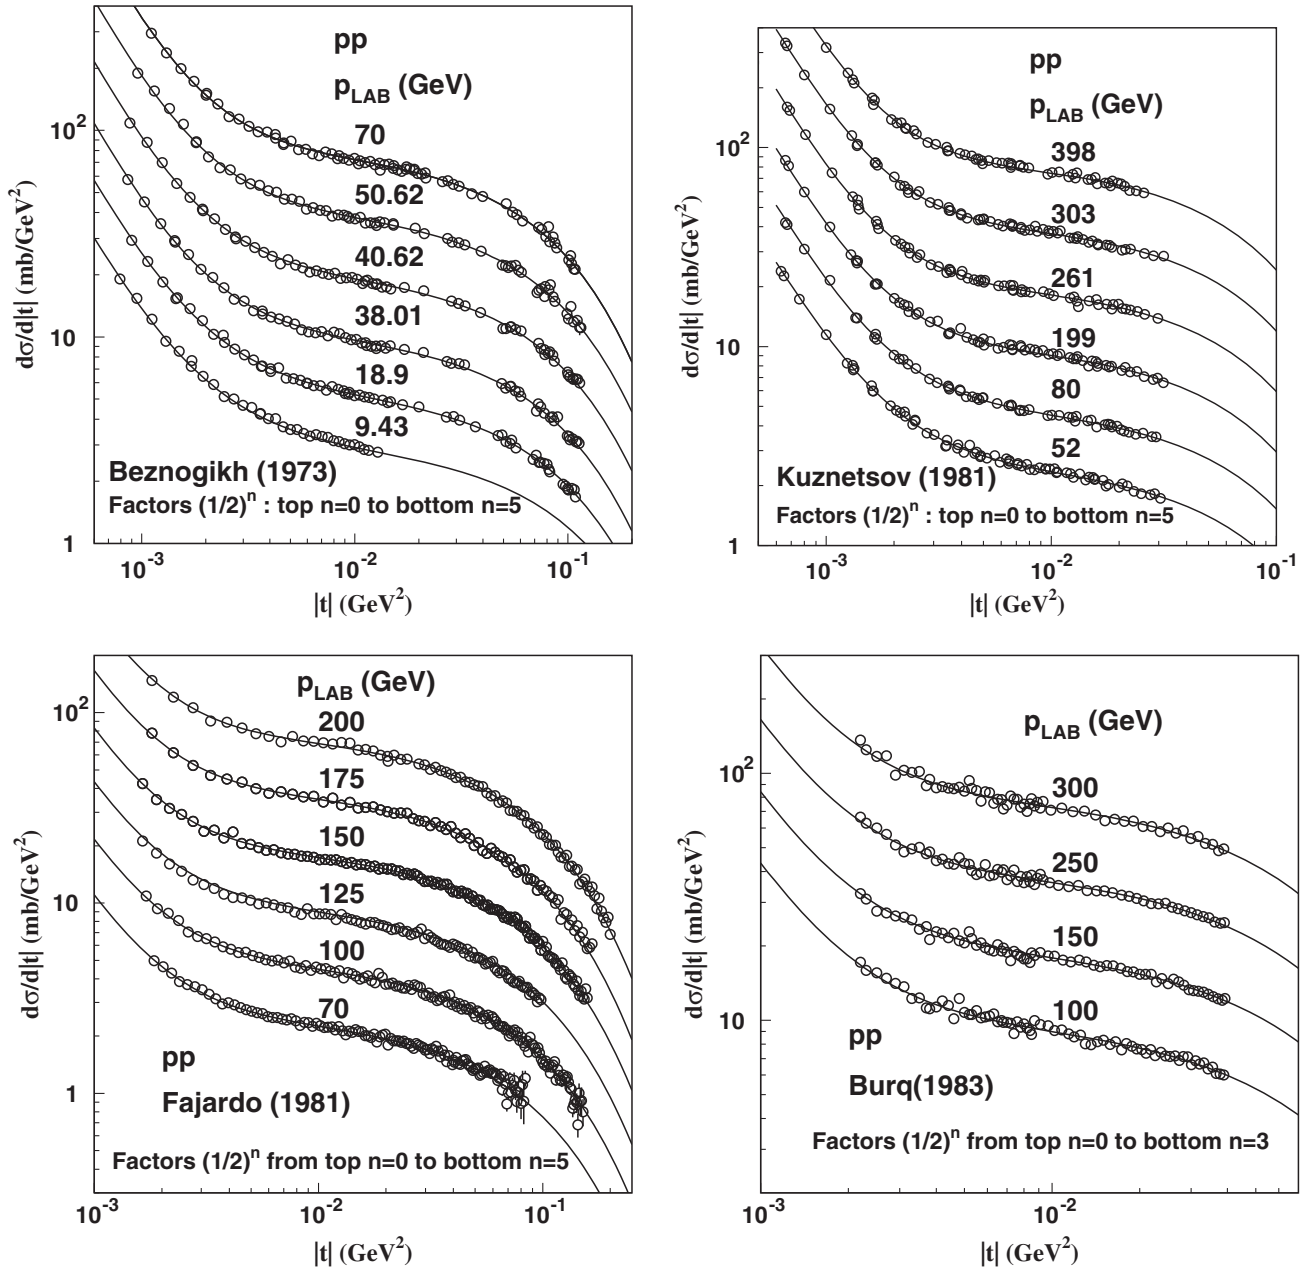 pp
p_LAB (GeV)
70
50.62
40.62
38.01
18.9
9.43
Beznogikh (1973)
Factors (1/2)^n : top n=0 to bottom n=5
dσ/d|t| (mb/GeV^2)
10^2
10
1
10^-3
10^-2
10^-1
|t| (GeV^2)
pp
p_LAB (GeV)
398
303
261
199
80
52
Kuznetsov (1981)
Factors (1/2)^n : top n=0 to bottom n=5
dσ/d|t| (mb/GeV^2)
10^2
10
1
10^-3
10^-2
10^-1
|t| (GeV^2)
p_LAB (GeV)
200
175
150
125
100
70
pp
Fajardo (1981)
Factors (1/2)^n from top n=0 to bottom n=5
dσ/d|t| (mb/GeV^2)
10^2
10
1
10^-3
10^-2
10^-1
|t| (GeV^2)
p_LAB (GeV)
300
250
150
100
pp
Burq(1983)
Factors (1/2)^n from top n=0 to bottom n=3
dσ/d|t| (mb/GeV^2)
10^2
10
10^-3
10^-2
|t| (GeV^2)